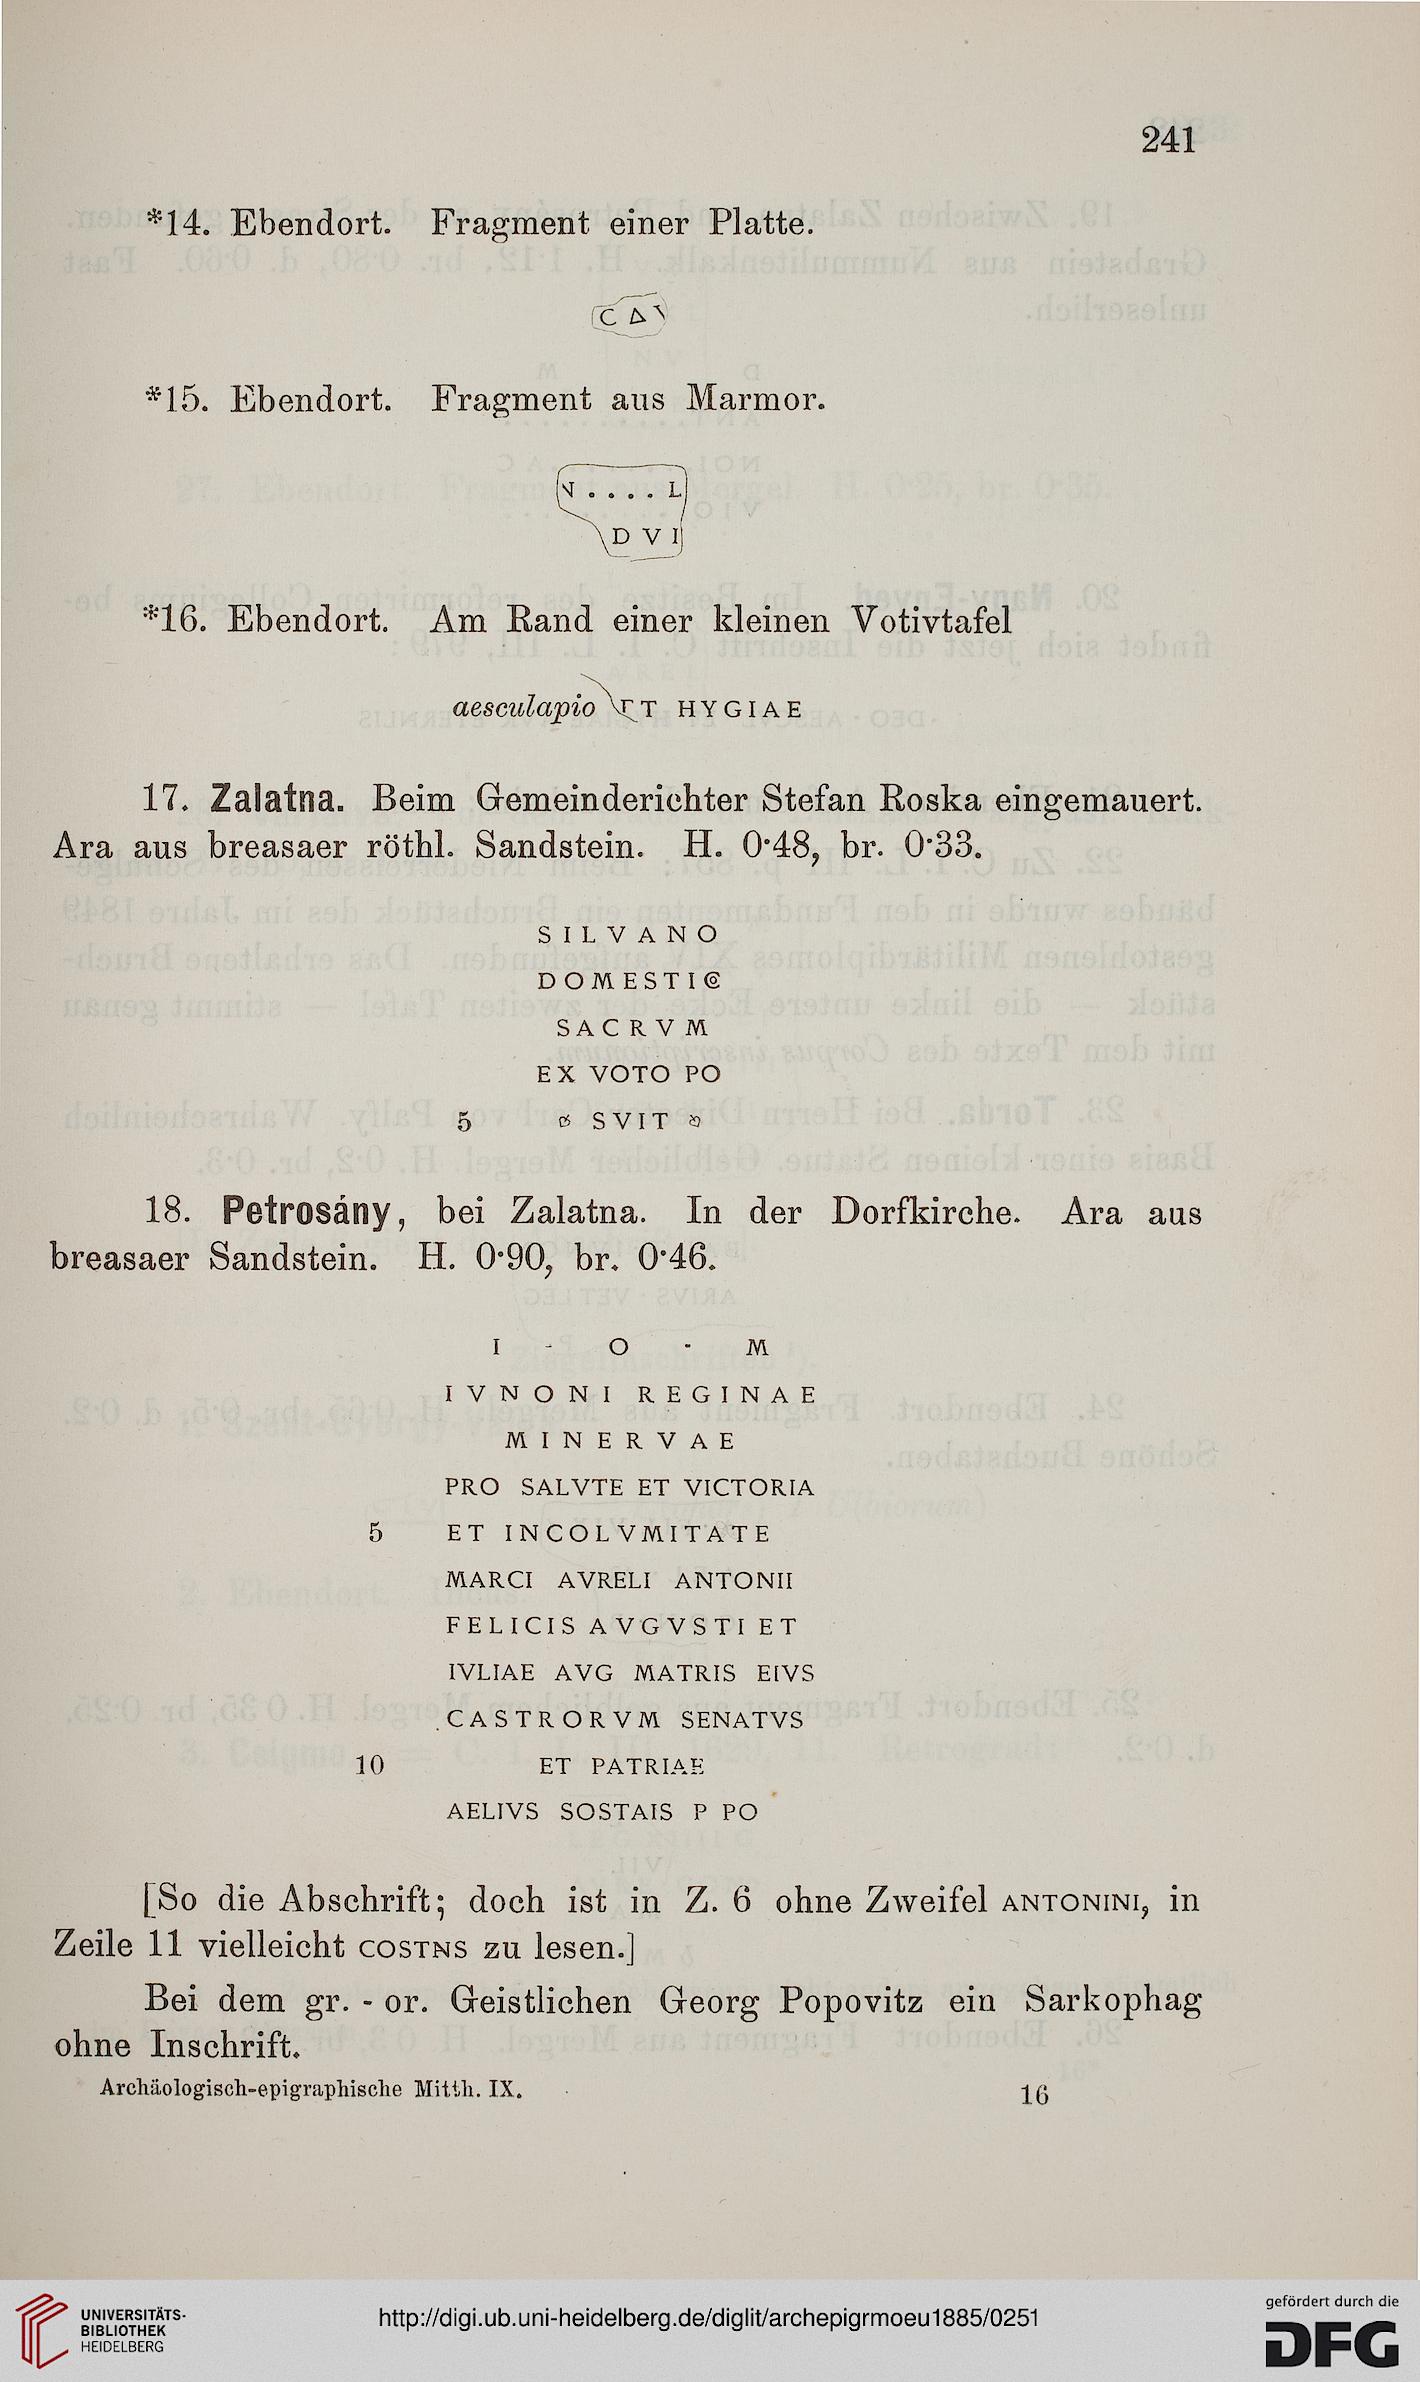 241
*14. Ebendort. Fragment einer Platte.
C Δ
*15. Ebendort. Fragment aus Marmor.
N . . . . L
D V I
*16. Ebendort. Am Rand einer kleinen Votivtafel
aesculapio ET HYGIAE
17. Zalatna. Beim Gemeinderichter Stefan Roska eingemauert.
Ara aus breasaer röthl. Sandstein. H. 0·48, br. 0·33.
SILVANO
DOMESTICO
SACRVM
EX VOTO PO
5 SVIT
18. Petrosány, bei Zalatna. In der Dorfkirche. Ara aus
breasaer Sandstein. H. 0·90, br. 0·46.
I · O · M
IVNONI REGINAE
MINERVAE
PRO SALVTE ET VICTORIA
5 ET INCOLVMITATE
MARCI AVRELI ANTONII
FELICIS AVGVSTI ET
IVLIAE AVG MATRIS EIVS
CASTRORVM SENATVS
10 ET PATRIAE
AELIVS SOSTAIS P PO
[So die Abschrift; doch ist in Z. 6 ohne Zweifel ANTONINI, in
Zeile 11 vielleicht COSTNS zu lesen.]
Bei dem gr. - or. Geistlichen Georg Popovitz ein Sarkophag
ohne Inschrift.
Archäologisch-epigraphische Mitth. IX. 16
UNIVERSITÄTS-
BIBLIOTHEK
HEIDELBERG
http://digi.ub.uni-heidelberg.de/diglit/archepigrmoeu1885/0251
gefördert durch die
DFG